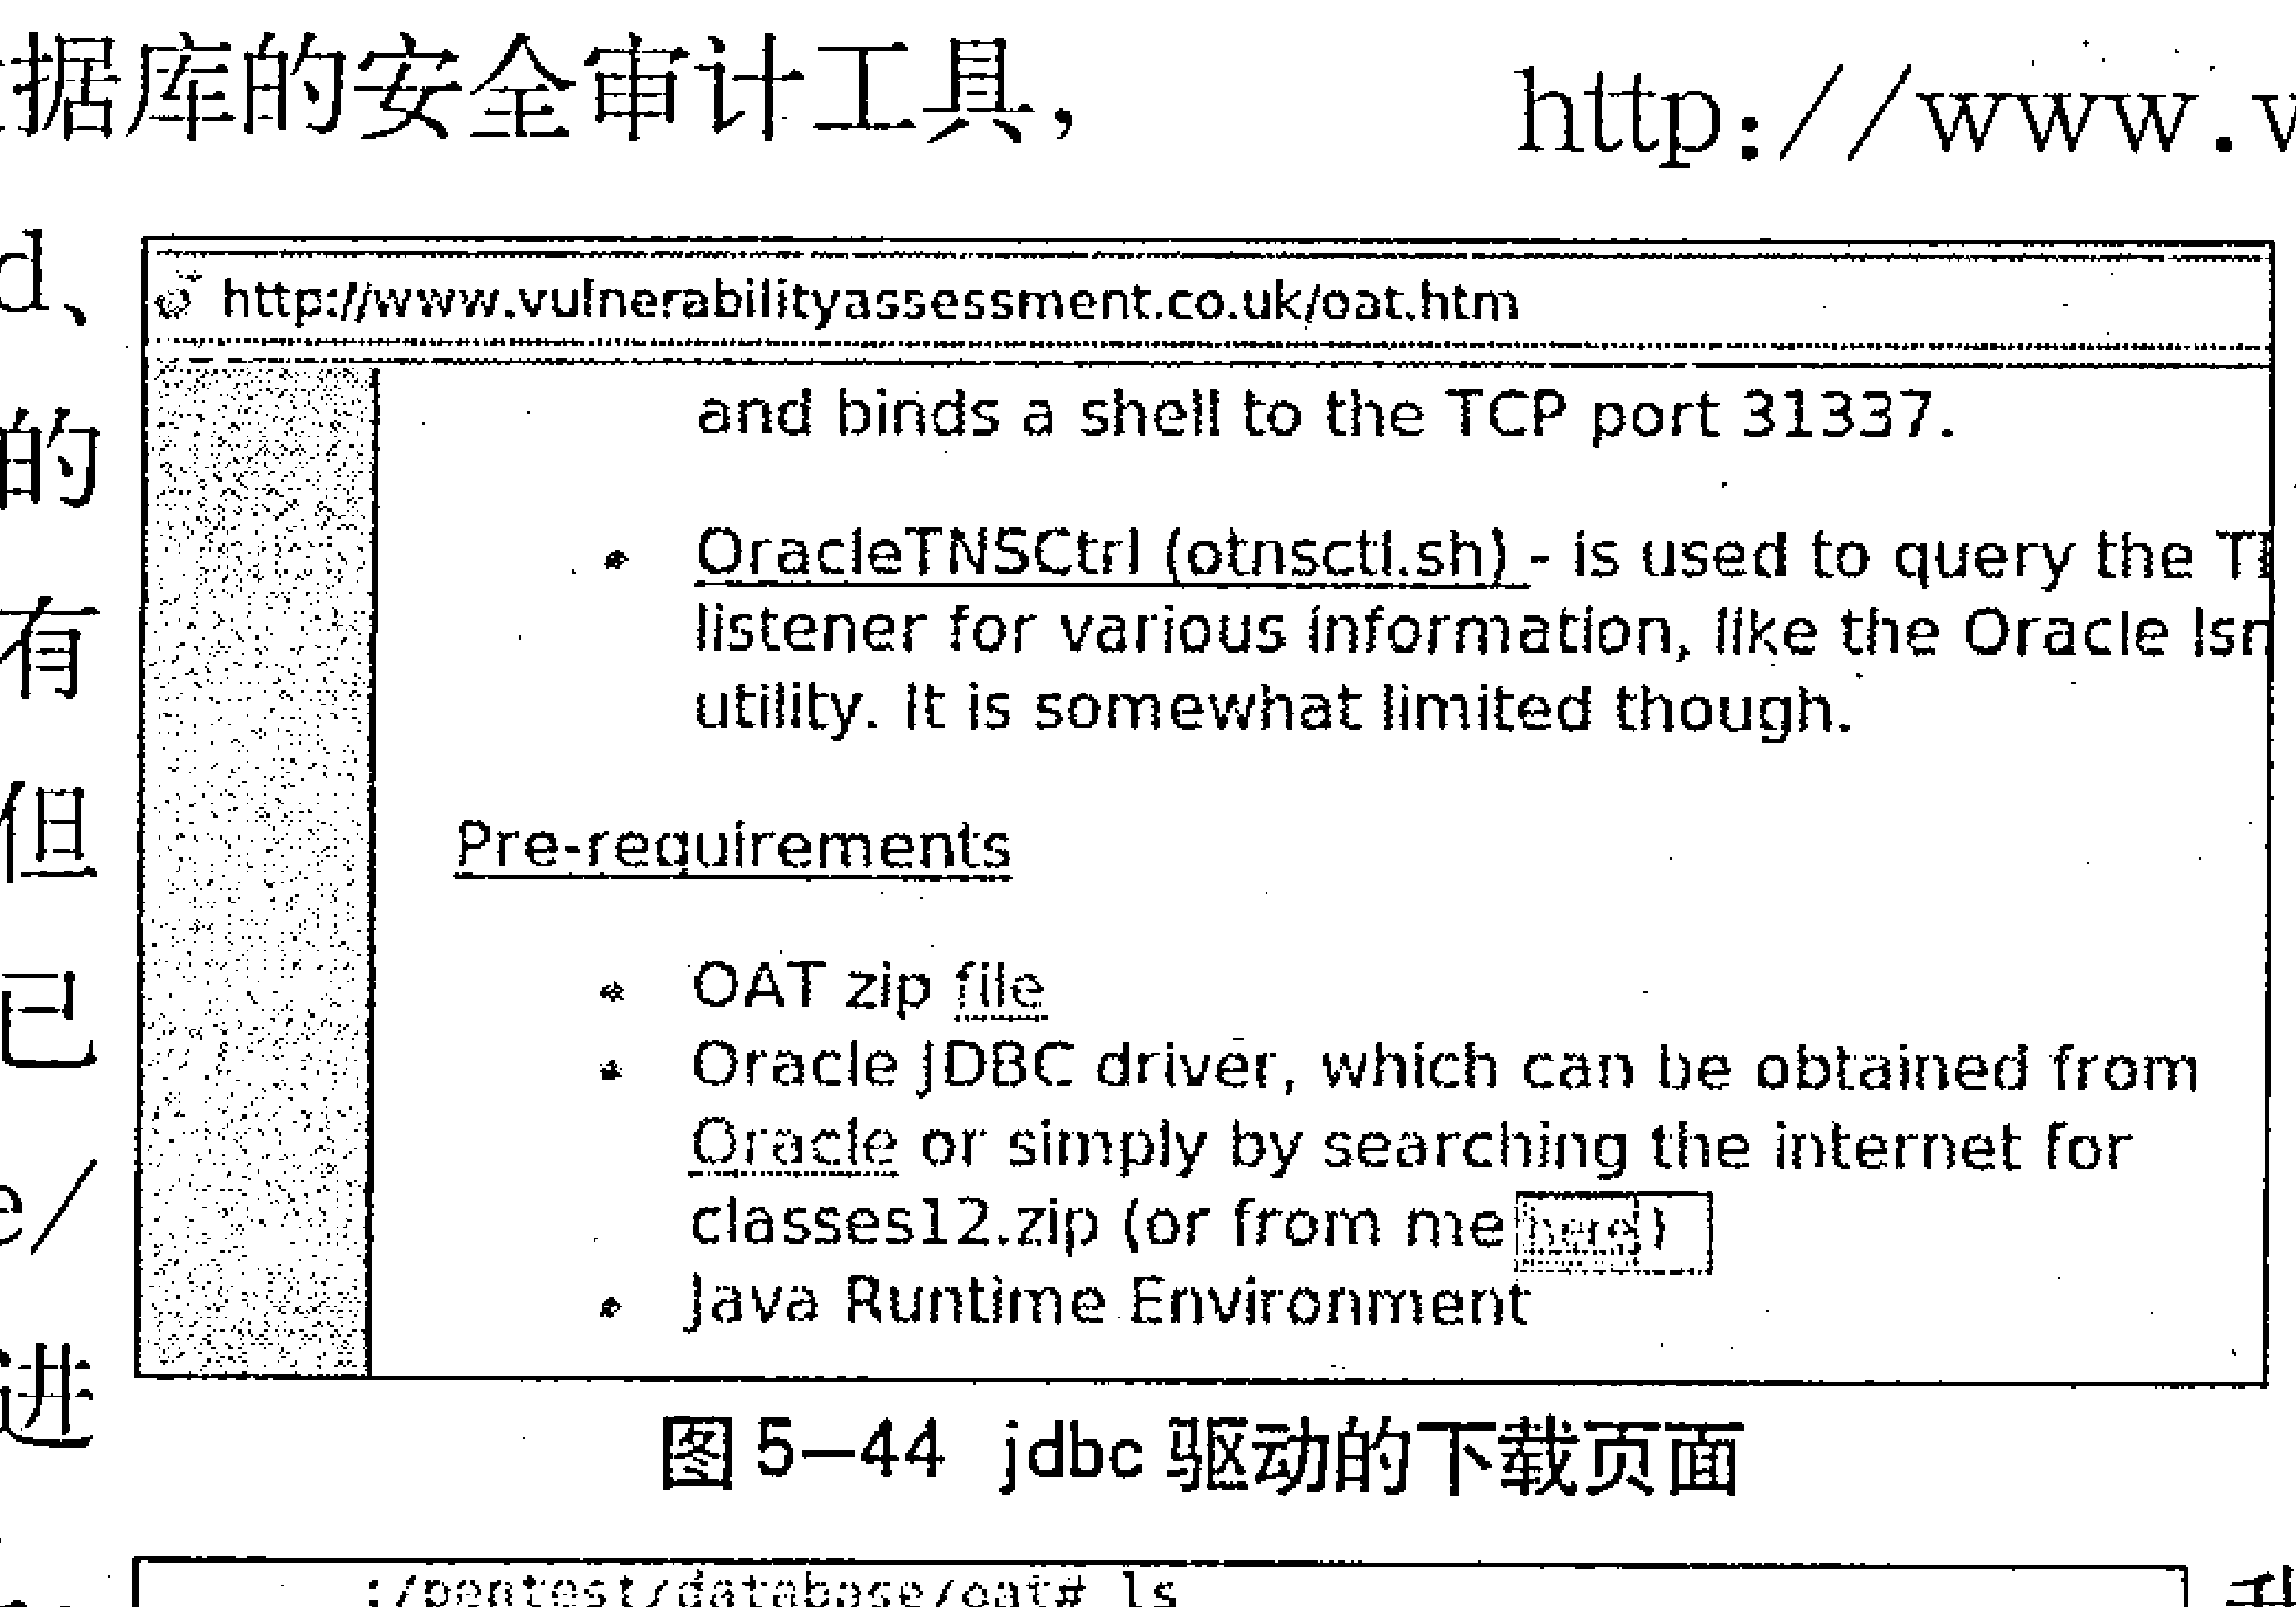 据库的安全审计工具，
http://www.v
d、
的
有
但
已
e/
进
http://www.vulnerabilityassessment.co.uk/oat.htm
and binds a shell to the TCP port 31337.
OracleTNSCtrl (otnsctl.sh) - is used to query the
listener for various information, like the Oracle lsn
utility. It is somewhat limited though.
Pre-requirements
OAT zip file
Oracle JDBC driver, which can be obtained from
Oracle or simply by searching the internet for
classes12.zip (or from me here)
Java Runtime Environment
图 5-44 jdbc 驱动的下载页面
:/pentest/database/oat# ls